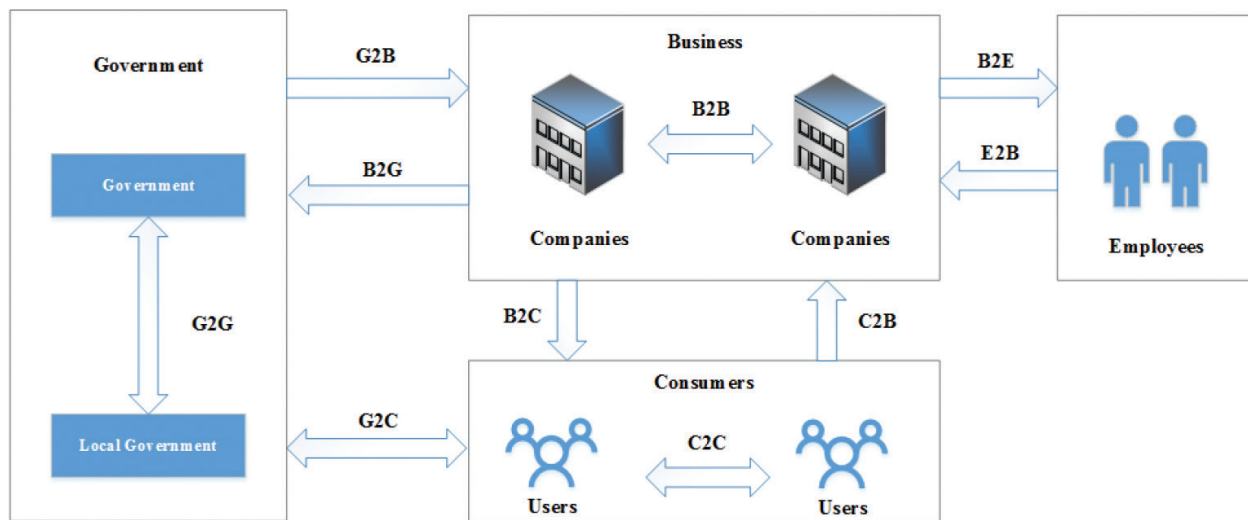 Government
Government
G2G
Local Government
G2B
B2G
G2C
Business
B2B
Companies
Companies
B2C
C2B
Consumers
C2C
Users
Users
B2E
E2B
Employees